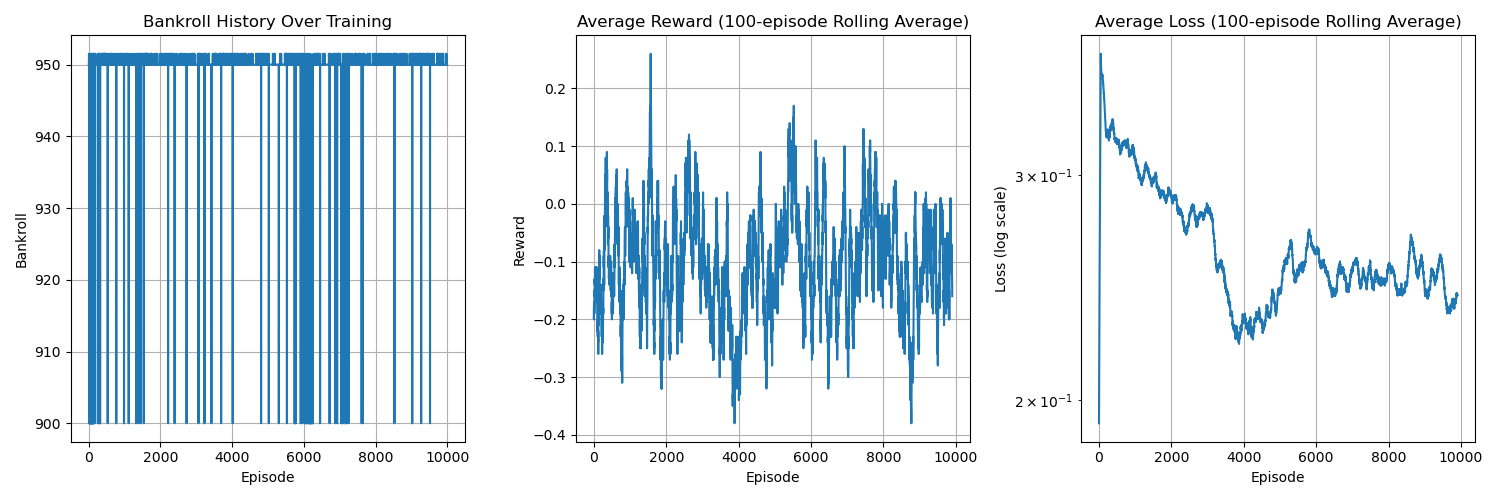 Bankroll History Over Training
950
940
930
920
910
900
Bankroll
0 2000 4000 6000 8000 10000
Episode
Average Reward (100-episode Rolling Average)
0.2
0.1
0.0
−0.1
−0.2
−0.3
−0.4
Reward
0 2000 4000 6000 8000 10000
Episode
Average Loss (100-episode Rolling Average)
3 × 10⁻¹
2 × 10⁻¹
Loss (log scale)
0 2000 4000 6000 8000 10000
Episode